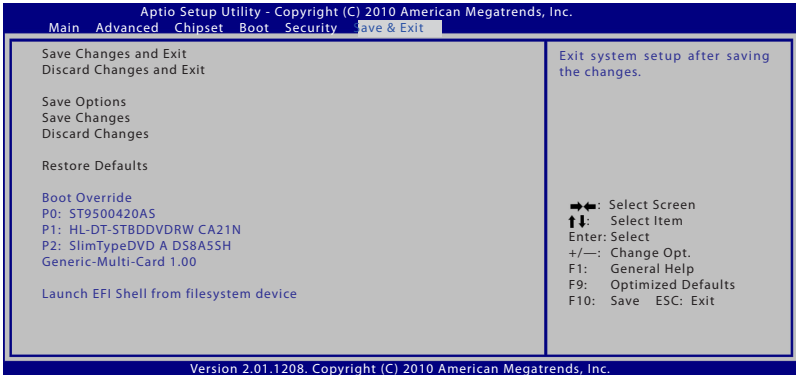 Aptio Setup Utility - Copyright (C) 2010 American Megatrends, Inc.
Main Advanced Chipset Boot Security Save & Exit
Save Changes and Exit
Discard Changes and Exit
Save Options
Save Changes
Discard Changes
Restore Defaults
Boot Override
P0: ST9500420AS
P1: HL-DT-STBDDVDRW CA21N
P2: SlimTypeDVD A DS8A5SH
Generic-Multi-Card 1.00
Launch EFI Shell from filesystem device
Exit system setup after saving
the changes.
➡⬅: Select Screen
⬆⬇: Select Item
Enter: Select
+/—: Change Opt.
F1: General Help
F9: Optimized Defaults
F10: Save ESC: Exit
Version 2.01.1208. Copyright (C) 2010 American Megatrends, Inc.